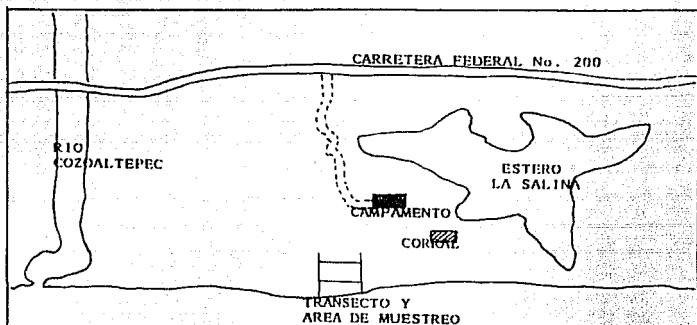 CARRETERA FEDERAL No. 200
RIO
COZOALTEPEC
ESTERO
LA SALINA
CAMPAMENTO
CORRAL
TRANSECTO Y
AREA DE MUESTREO